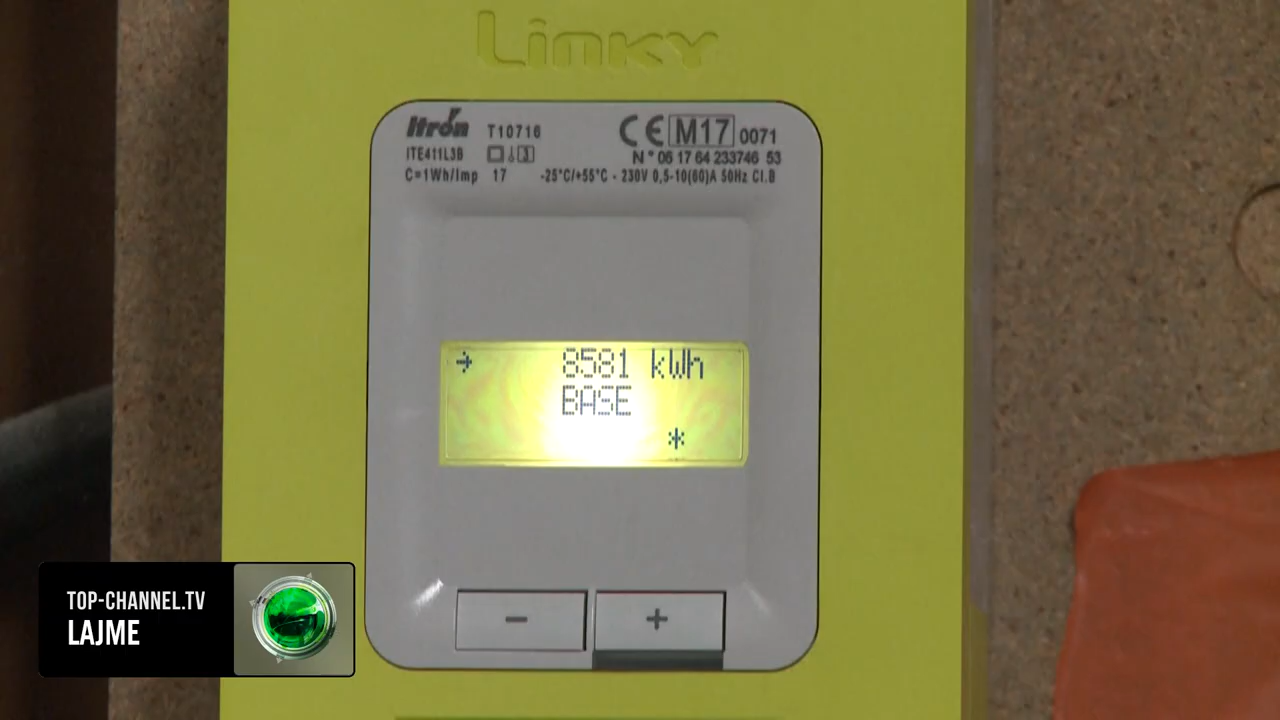 Linky
Itron T10716
CE M17 0071
ITE411L3B 3
N° 06 17 64 233746 53
C=1Wh/Imp 17 -25°C/+55°C - 230V 0,5-10(60)A 50Hz Cl.B
→ 8581 kWh
BASE
*
- +
TOP-CHANNEL.TV
LAJME